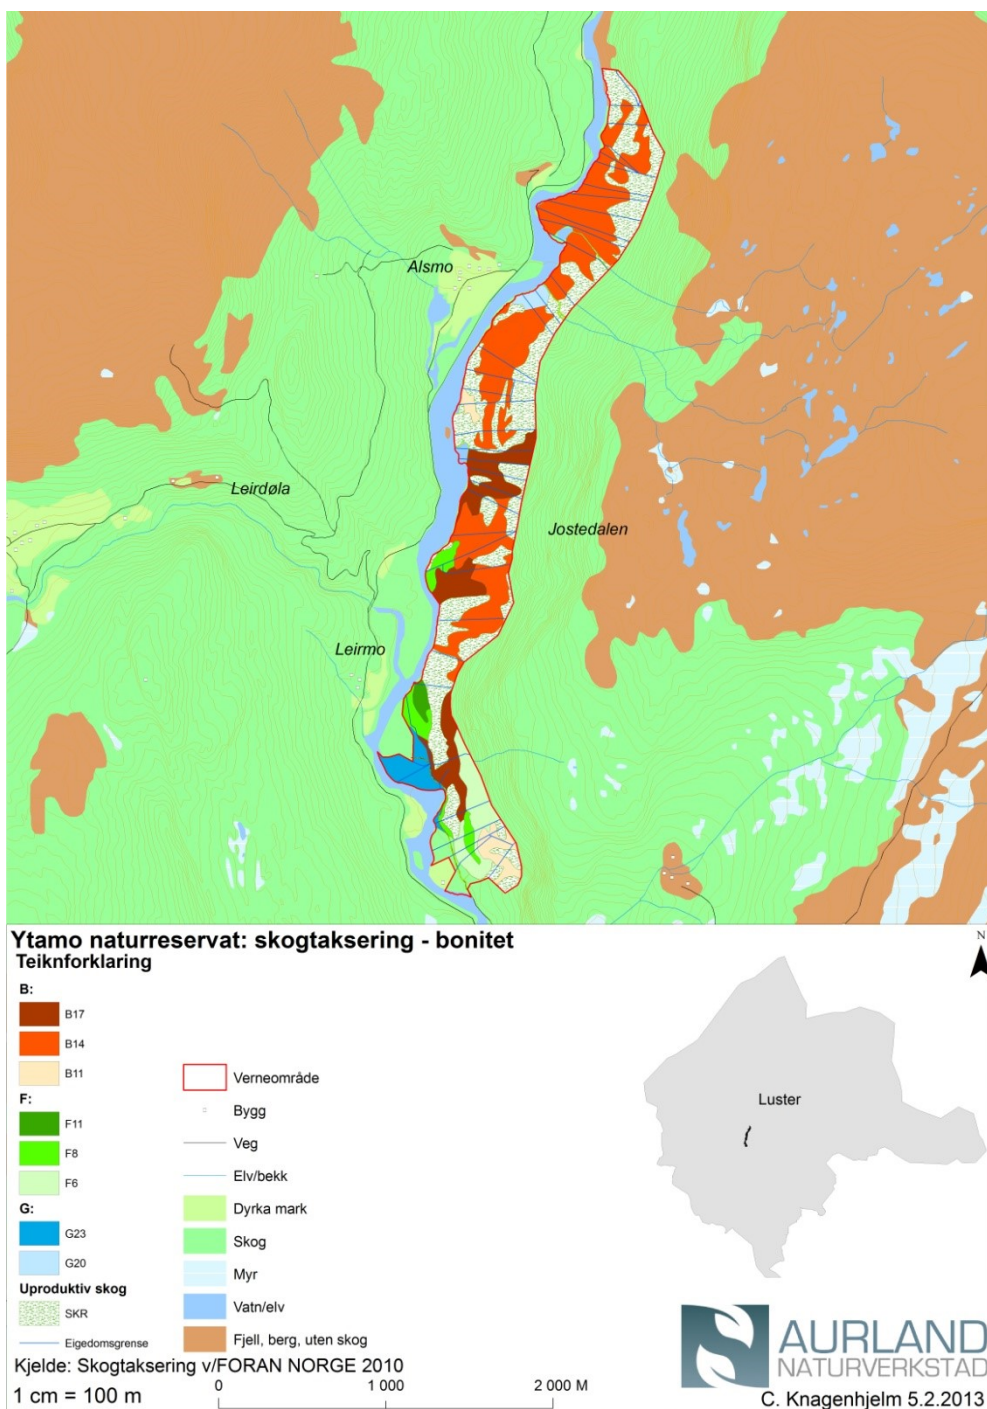 Alsmo
Leirdøla
Jostedalen
Leirmo
Ytamo naturreservat: skogtaksering - bonitet
Teiknforklaring
B:
B17
B14
B11
F:
F11
F8
F6
G:
G23
G20
Uproduktiv skog
SKR
Eigedomsgrense
Verneområde
Bygg
Veg
Elv/bekk
Dyrka mark
Skog
Myr
Vatn/elv
Fjell, berg, uten skog
N
Luster
Kjelde: Skogtaksering v/FORAN NORGE 2010
1 cm = 100 m
0 1 000 2 000 M
AURLAND
NATURVERKSTAD
C. Knagenhjelm 5.2.2013